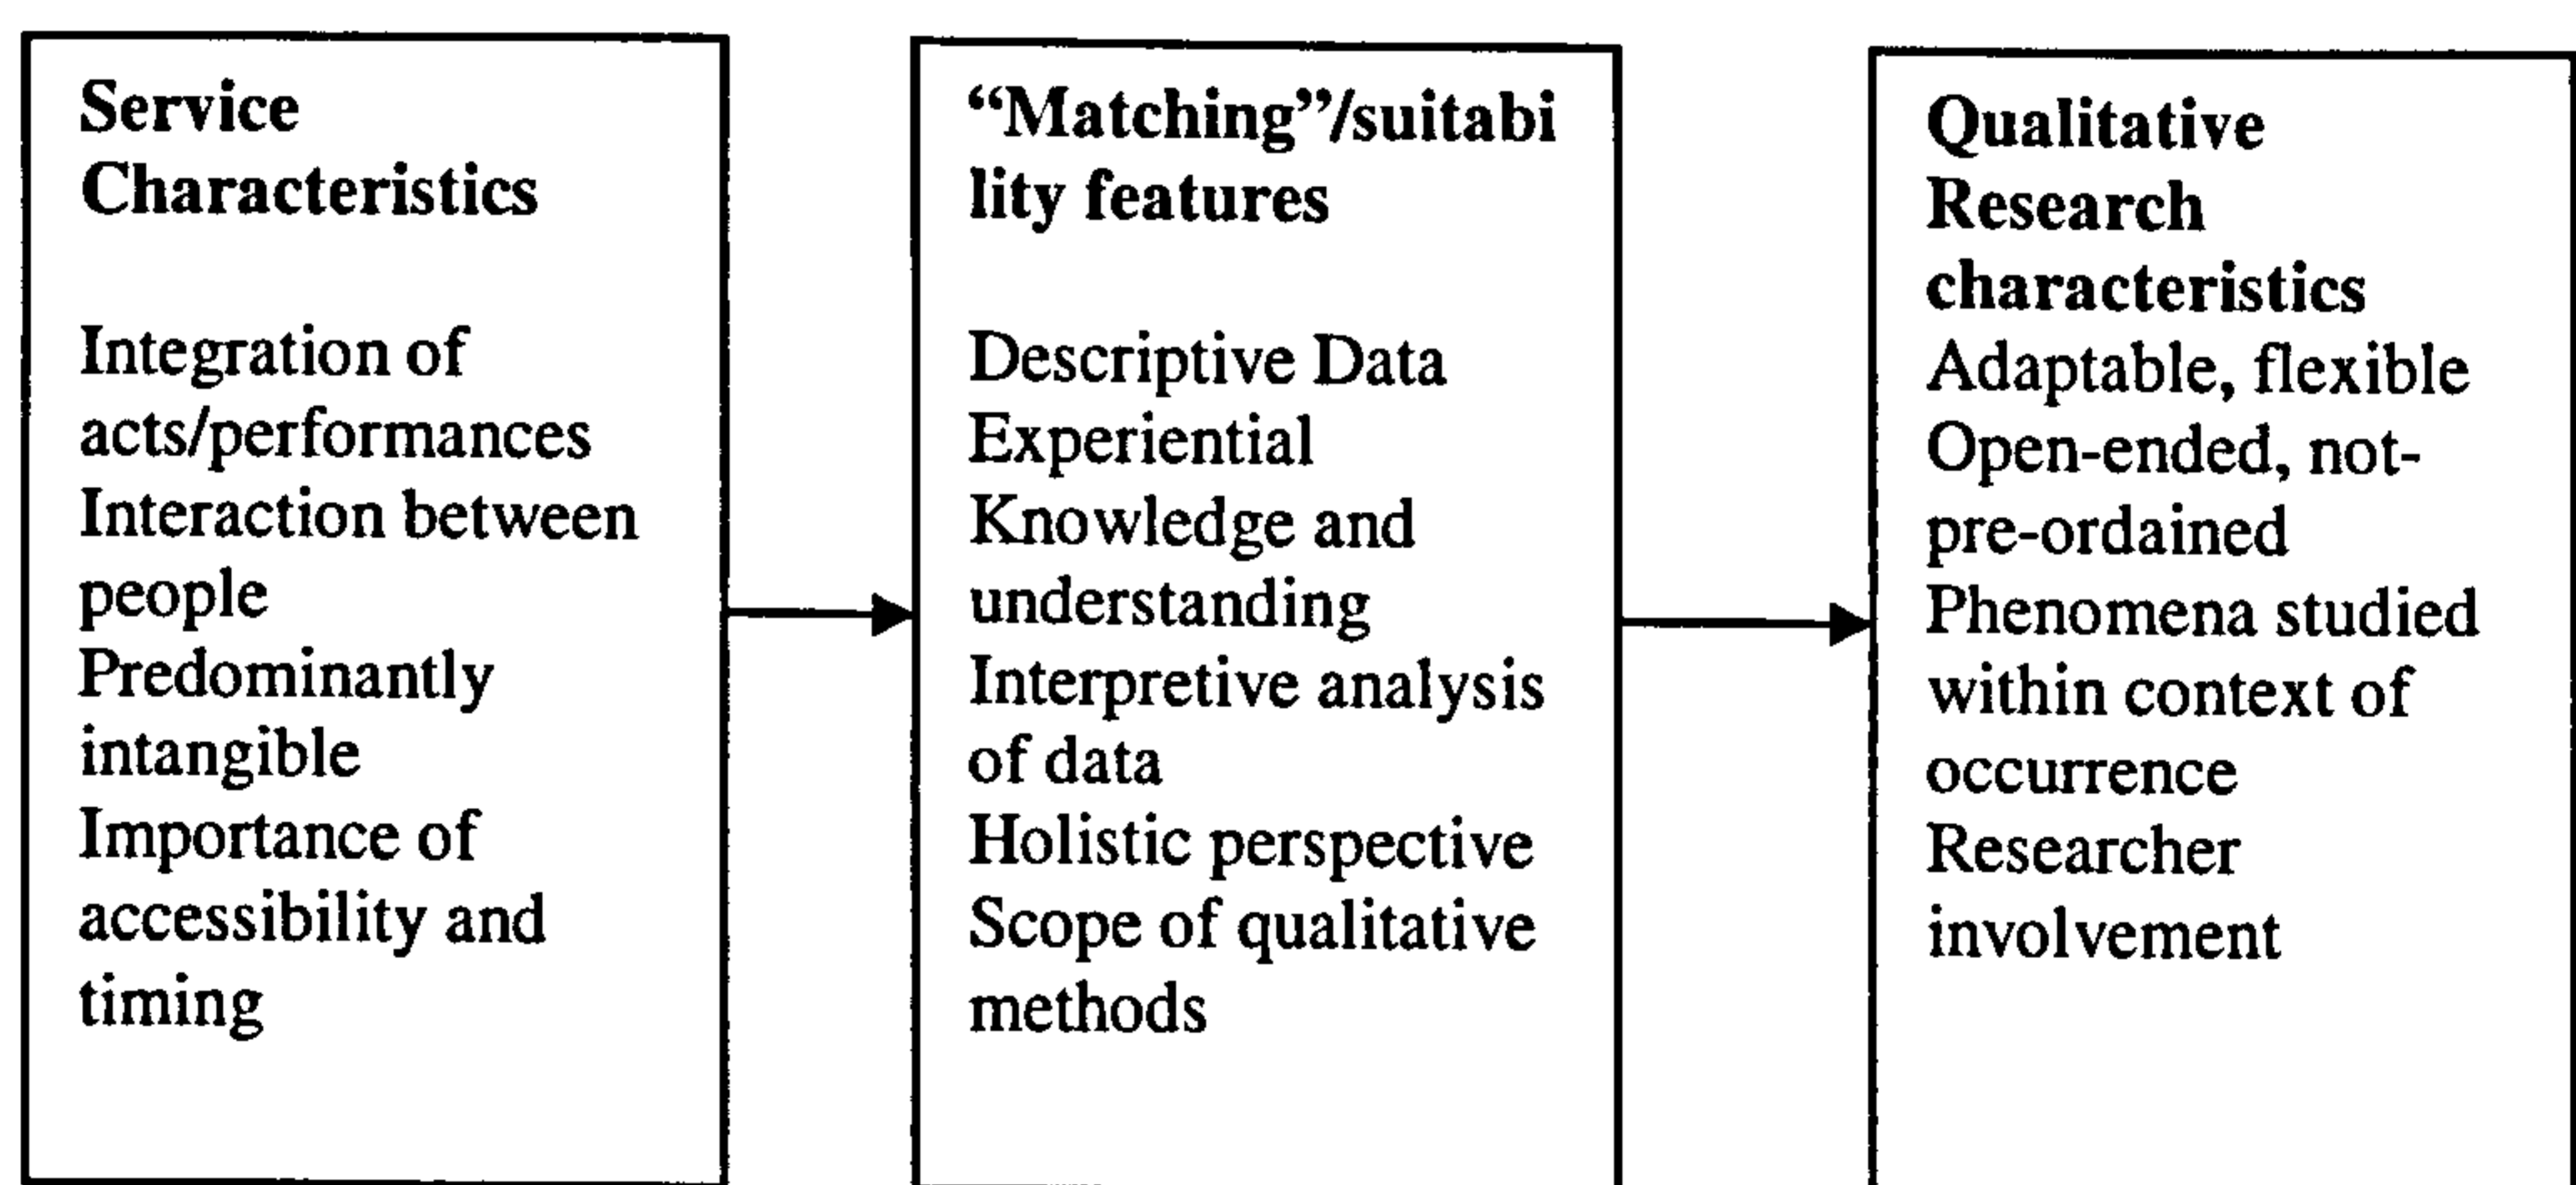 Service
Characteristics
Integration of
acts/performances
Interaction between
people
Predominantly
intangible
Importance of
accessibility and
timing
“Matching”/suitabi
lity features
Descriptive Data
Experiential
Knowledge and
understanding
Interpretive analysis
of data
Holistic perspective
Scope of qualitative
methods
Qualitative
Research
characteristics
Adaptable, flexible
Open-ended, not-
pre-ordained
Phenomena studied
within context of
occurrence
Researcher
involvement